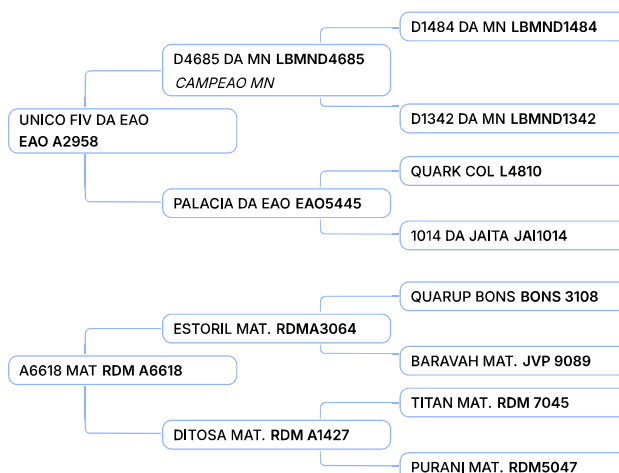 D1484 DA MN LBMND1484
D4685 DA MN LBMND4685
CAMPEAO MN
UNICO FIV DA EAO
EAO A2958
D1342 DA MN LBMND1342
QUARK COL L4810
PALACIA DA EAO EAO5445
1014 DA JAITA JAI1014
QUARUP BONS BONS 3108
ESTORIL MAT. RDMA3064
BARAVAH MAT. JVP 9089
A6618 MAT RDM A6618
TITAN MAT. RDM 7045
DITOSA MAT. RDM A1427
PURANI MAT. RDM5047